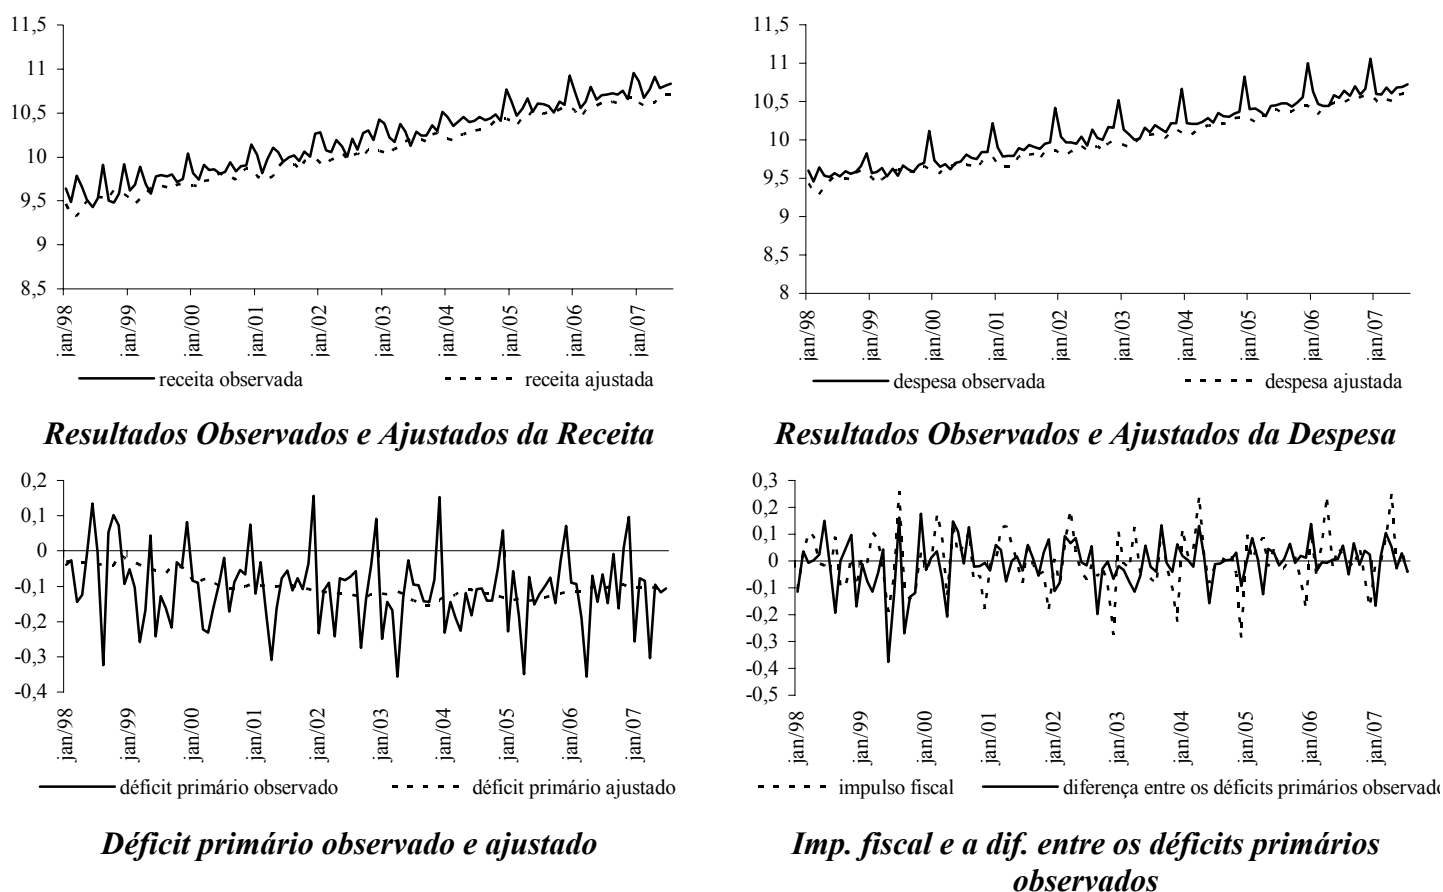 11,5
11
10,5
10
9,5
9
8,5
jan/98
jan/99
jan/00
jan/01
jan/02
jan/03
jan/04
jan/05
jan/06
jan/07
receita observada
receita ajustada
Resultados Observados e Ajustados da Receita
11,5
11
10,5
10
9,5
9
8,5
8
jan/98
jan/99
jan/00
jan/01
jan/02
jan/03
jan/04
jan/05
jan/06
jan/07
despesa observada
despesa ajustada
Resultados Observados e Ajustados da Despesa
0,2
0,1
0
-0,1
-0,2
-0,3
-0,4
jan/98
jan/99
jan/00
jan/01
jan/02
jan/03
jan/04
jan/05
jan/06
jan/07
déficit primário observado
déficit primário ajustado
Déficit primário observado e ajustado
0,3
0,2
0,1
0
-0,1
-0,2
-0,3
-0,4
-0,5
jan/98
jan/99
jan/00
jan/01
jan/02
jan/03
jan/04
jan/05
jan/06
jan/07
impulso fiscal
diferença entre os déficits primários observado
Imp. fiscal e a dif. entre os déficits primários
observados